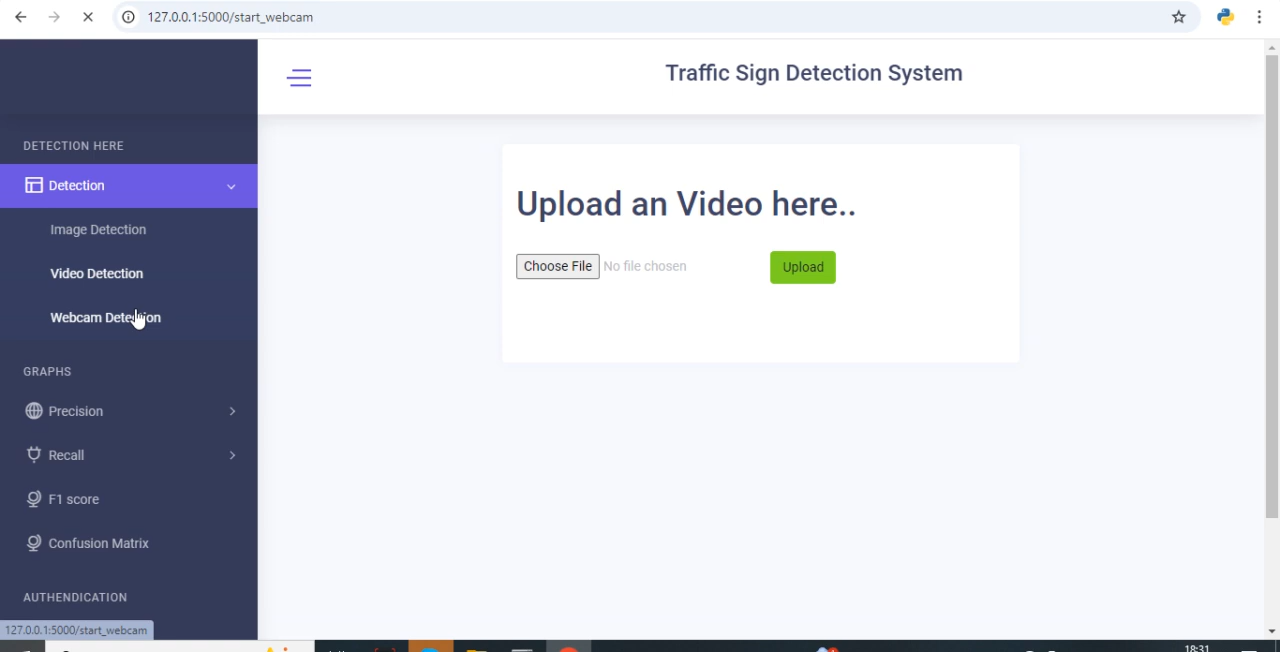 127.0.0.1:5000/start_webcam
Traffic Sign Detection System
DETECTION HERE
Detection
Image Detection
Video Detection
Webcam Detection
GRAPHS
Precision
Recall
F1 score
Confusion Matrix
AUTHENDICATION
Upload an Video here..
Choose File No file chosen
Upload
127.0.0.1:5000/start_webcam
18:31